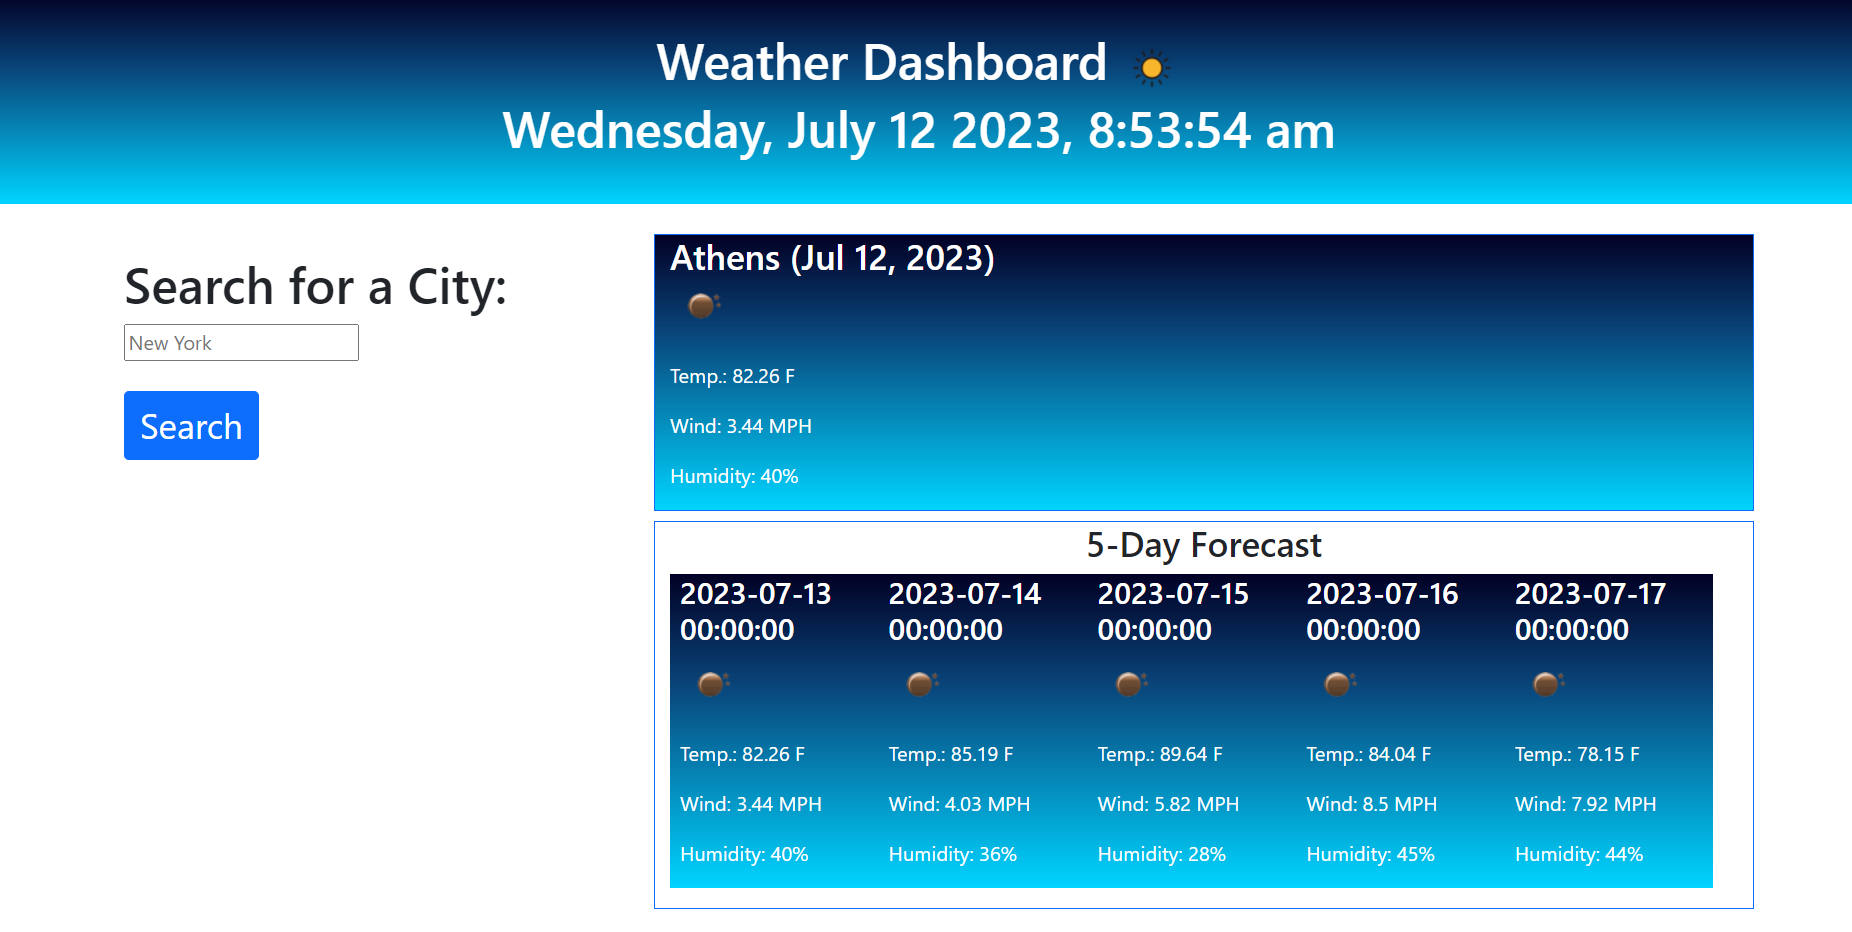 Weather Dashboard
Wednesday, July 12 2023, 8:53:54 am
Search for a City:
New York
Search
Athens (Jul 12, 2023)
Temp.: 82.26 F
Wind: 3.44 MPH
Humidity: 40%
5-Day Forecast
2023-07-13
00:00:00
Temp.: 82.26 F
Wind: 3.44 MPH
Humidity: 40%
2023-07-14
00:00:00
Temp.: 85.19 F
Wind: 4.03 MPH
Humidity: 36%
2023-07-15
00:00:00
Temp.: 89.64 F
Wind: 5.82 MPH
Humidity: 28%
2023-07-16
00:00:00
Temp.: 84.04 F
Wind: 8.5 MPH
Humidity: 45%
2023-07-17
00:00:00
Temp.: 78.15 F
Wind: 7.92 MPH
Humidity: 44%